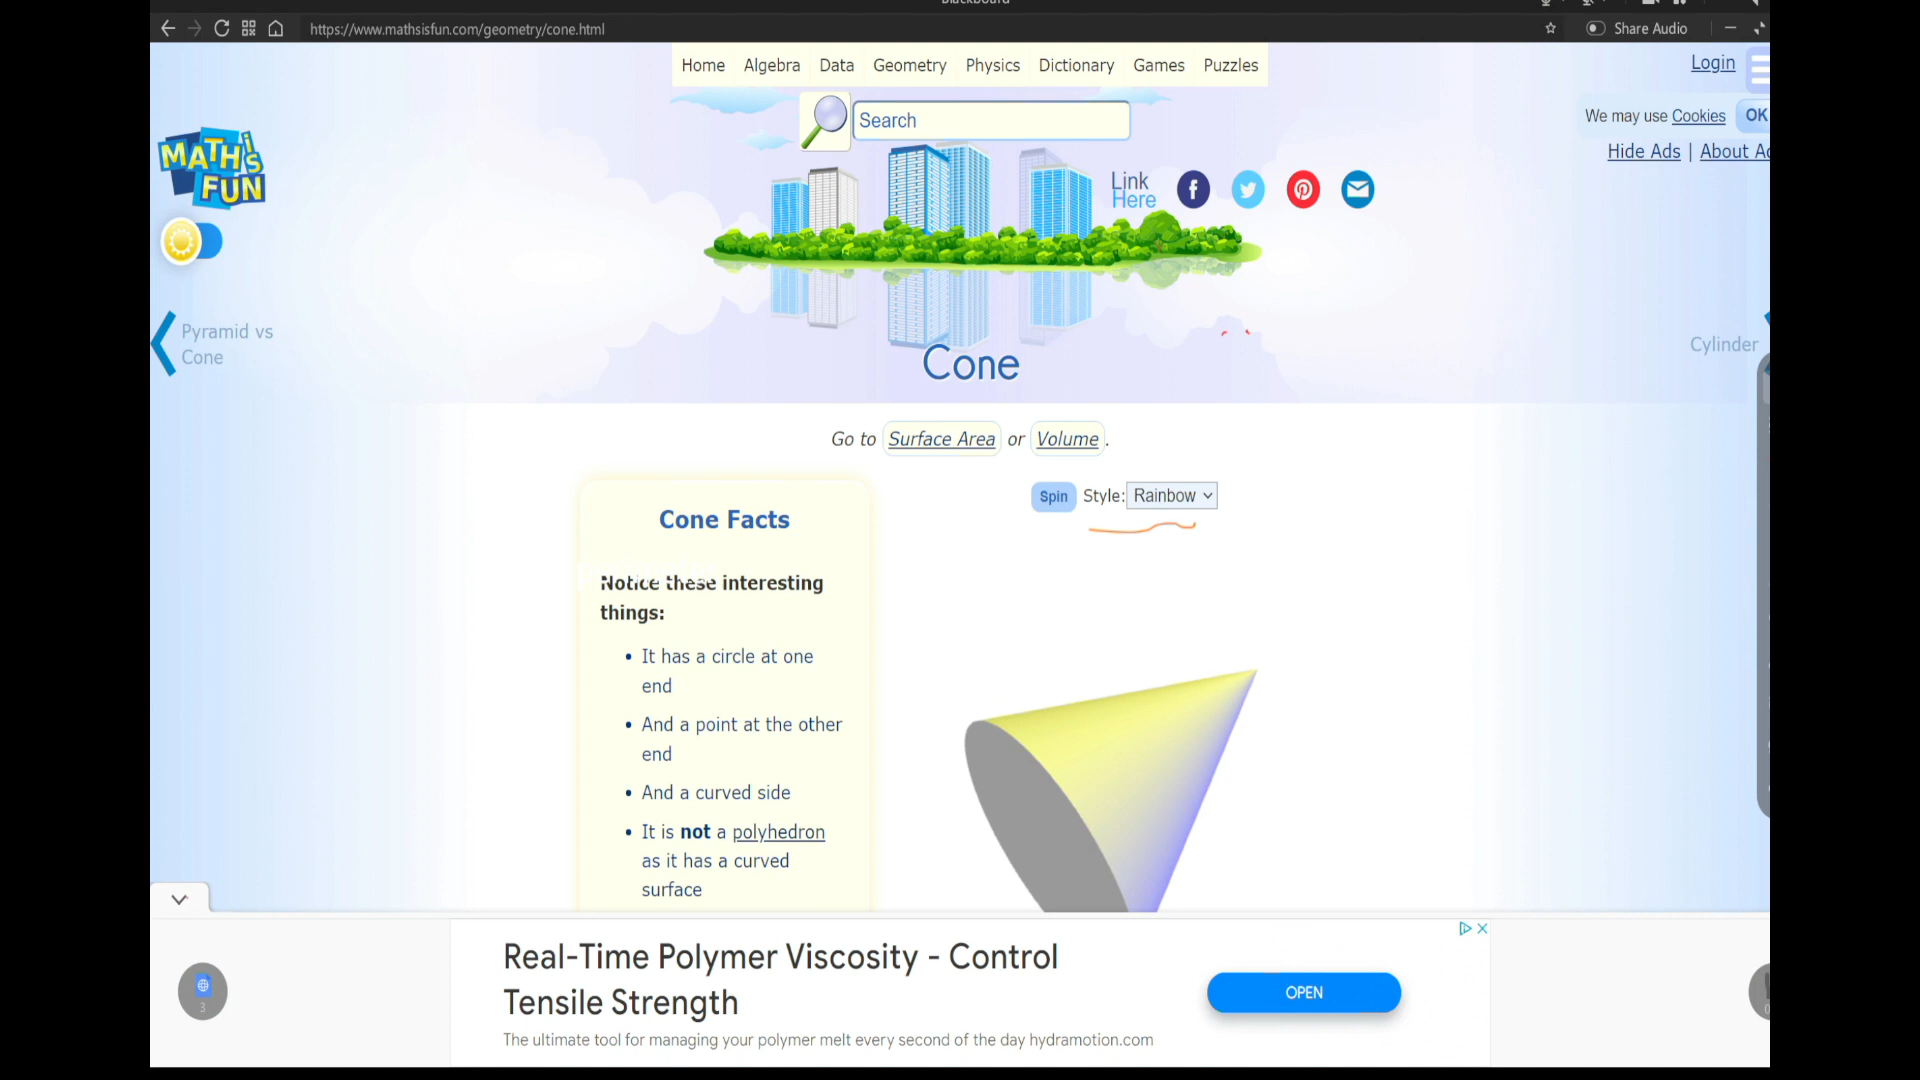 https://www.mathsisfun.com/geometry/cone.html
Share Audio
Home Algebra Data Geometry Physics Dictionary Games Puzzles
Login
Search
We may use Cookies OK
Hide Ads | About
MATH iS FUN
Link
Here
Pyramid vs
Cone
Cylinder
Cone
Go to Surface Area or Volume.
Spin Style: Rainbow
Cone Facts
Notice these interesting
things:
• It has a circle at one
end
• And a point at the other
end
• And a curved side
• It is not a polyhedron
as it has a curved
surface
Real-Time Polymer Viscosity - Control
Tensile Strength
OPEN
The ultimate tool for managing your polymer melt every second of the day hydramotion.com
3